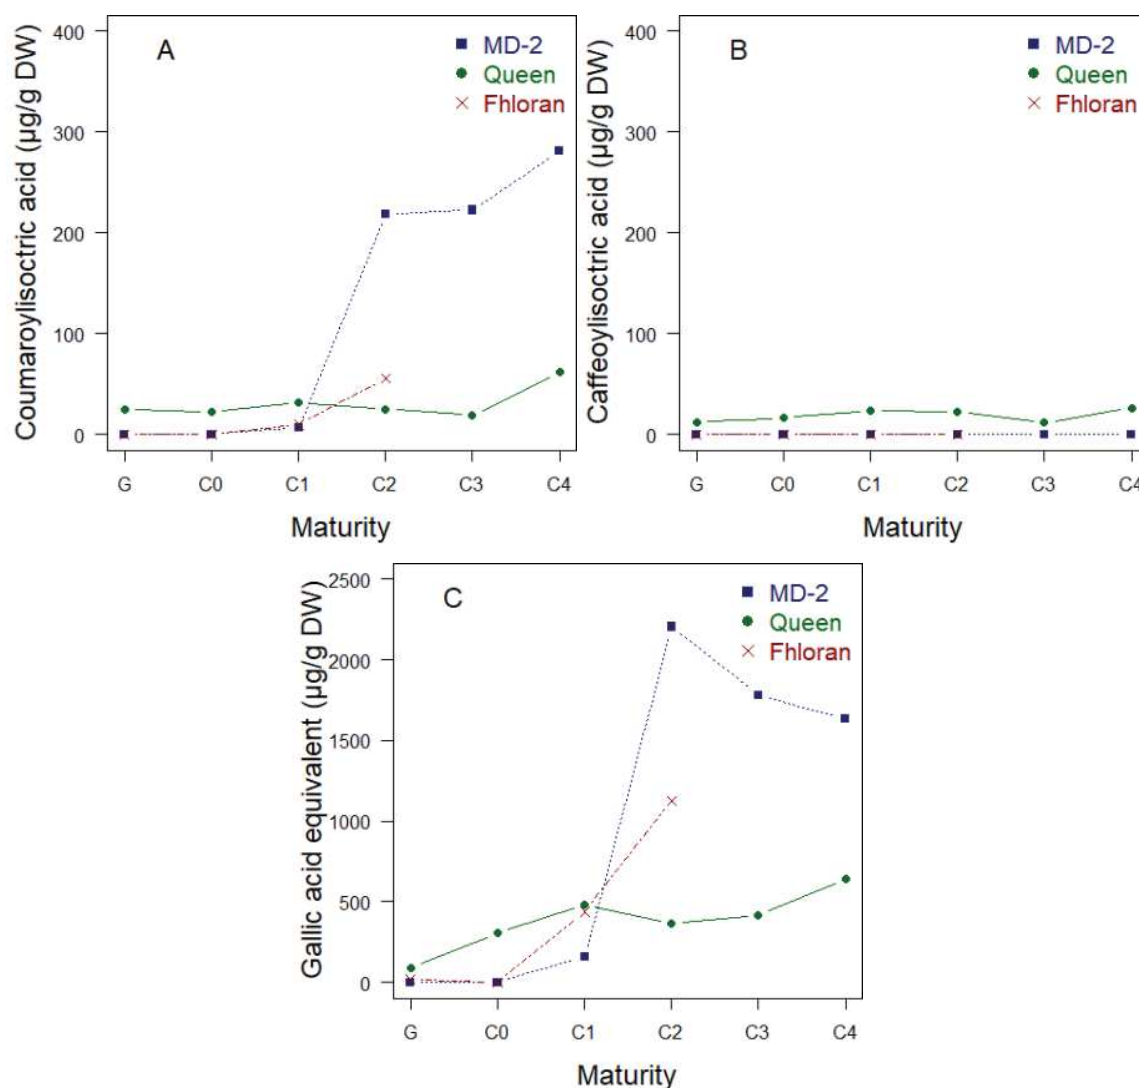 Coumaroylisoctric acid (µg/g DW)
400
300
200
100
0
A
MD-2
Queen
Fhloran
G C0 C1 C2 C3 C4
Maturity
Caffeoylisoctric acid (µg/g DW)
400
300
200
100
0
B
MD-2
Queen
Fhloran
G C0 C1 C2 C3 C4
Maturity
Gallic acid equivalent (µg/g DW)
2500
2000
1500
1000
500
0
C
MD-2
Queen
Fhloran
G C0 C1 C2 C3 C4
Maturity